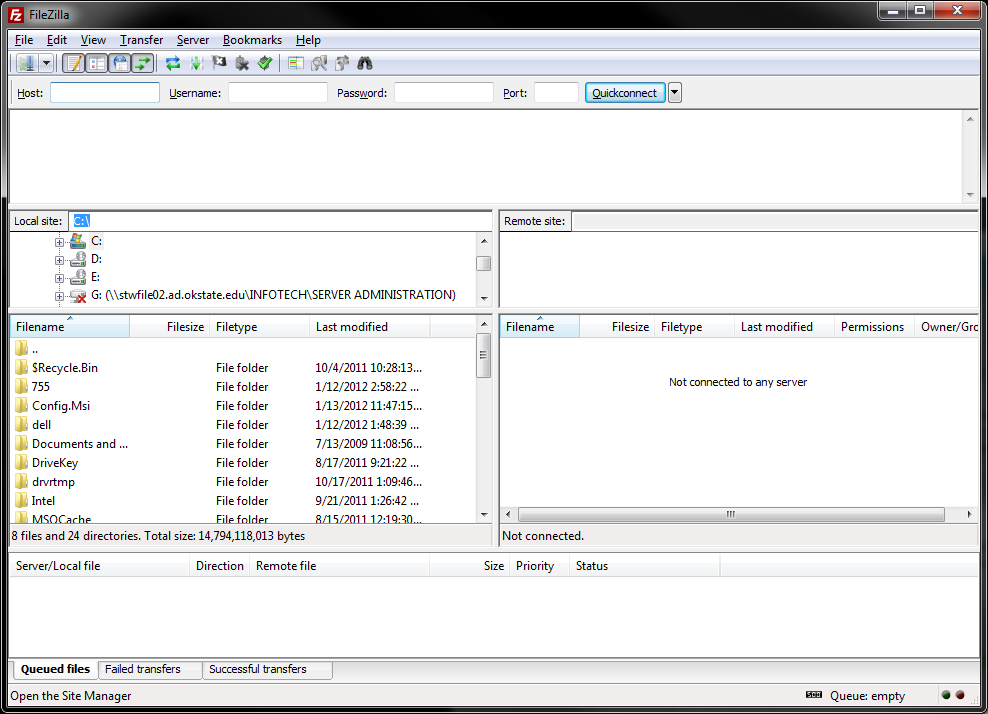 FileZilla
File Edit View Transfer Server Bookmarks Help
Host: Username: Password: Port: Quickconnect
Local site: C:\
Remote site:
C:
D:
E:
G: (\\stwfile02.ad.okstate.edu\INFOTECH\SERVER ADMINISTRATION)
Filename Filesize Filetype Last modified
..
$Recycle.Bin File folder 10/4/2011 10:28:13...
755 File folder 1/12/2012 2:58:22 ...
Config.Msi File folder 1/13/2012 11:47:15...
dell File folder 1/12/2012 1:48:39 ...
Documents and ... File folder 7/13/2009 11:08:56...
DriveKey File folder 8/17/2011 9:21:22 ...
drvrtmp File folder 10/17/2011 1:09:46...
Intel File folder 9/21/2011 1:26:42 ...
MSOCache File folder 8/15/2011 12:19:30...
8 files and 24 directories. Total size: 14,794,118,013 bytes
Filename Filesize Filetype Last modified Permissions Owner/Gro
Not connected to any server
Not connected.
Server/Local file Direction Remote file Size Priority Status
Queued files Failed transfers Successful transfers
Open the Site Manager
Queue: empty